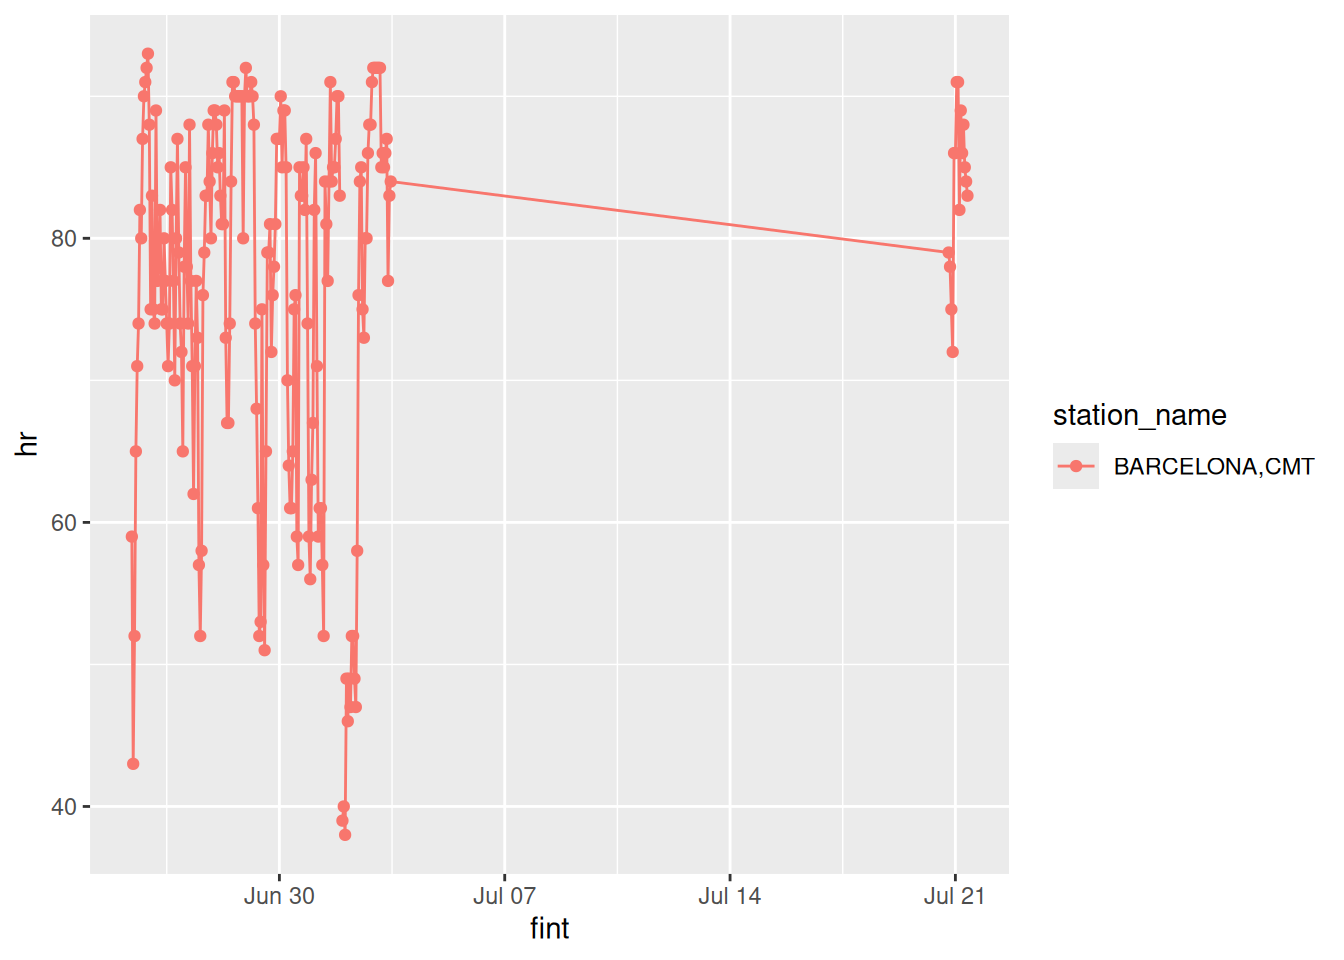 hr
80
60
40
Jun 30
Jul 07
Jul 14
Jul 21
fint
station_name
BARCELONA,CMT